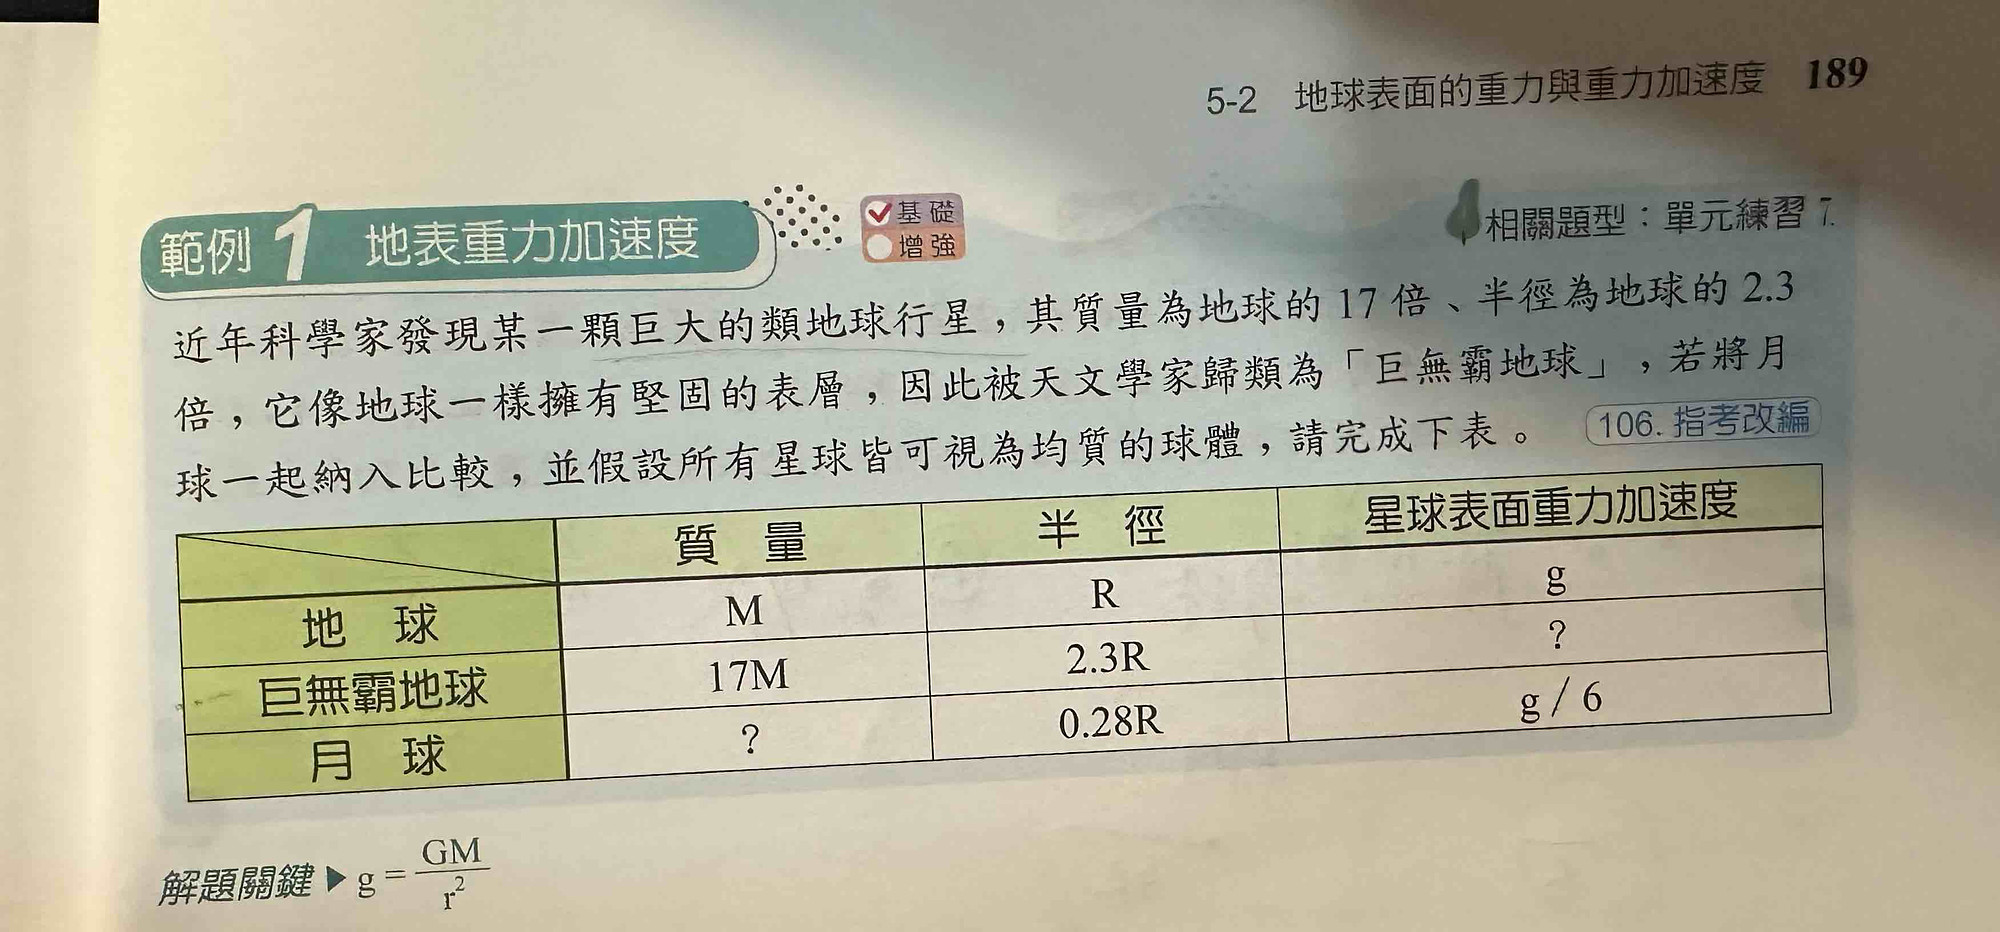 5-2 地球表面的重力與重力加速度 189
範例 1 地表重力加速度
基礎
增強
相關題型：單元練習 7.
近年科學家發現某一顆巨大的類地球行星，其質量為地球的 17 倍、半徑為地球的 2.3
倍，它像地球一樣擁有堅固的表層，因此被天文學家歸類為「巨無霸地球」，若將月
球一起納入比較，並假設所有星球皆可視為均質的球體，請完成下表。 106. 指考改編
質 量 半 徑 星球表面重力加速度
地 球 M R g
巨無霸地球 17M 2.3R ?
月 球 ? 0.28R g / 6
解題關鍵▶ g = GM / r²